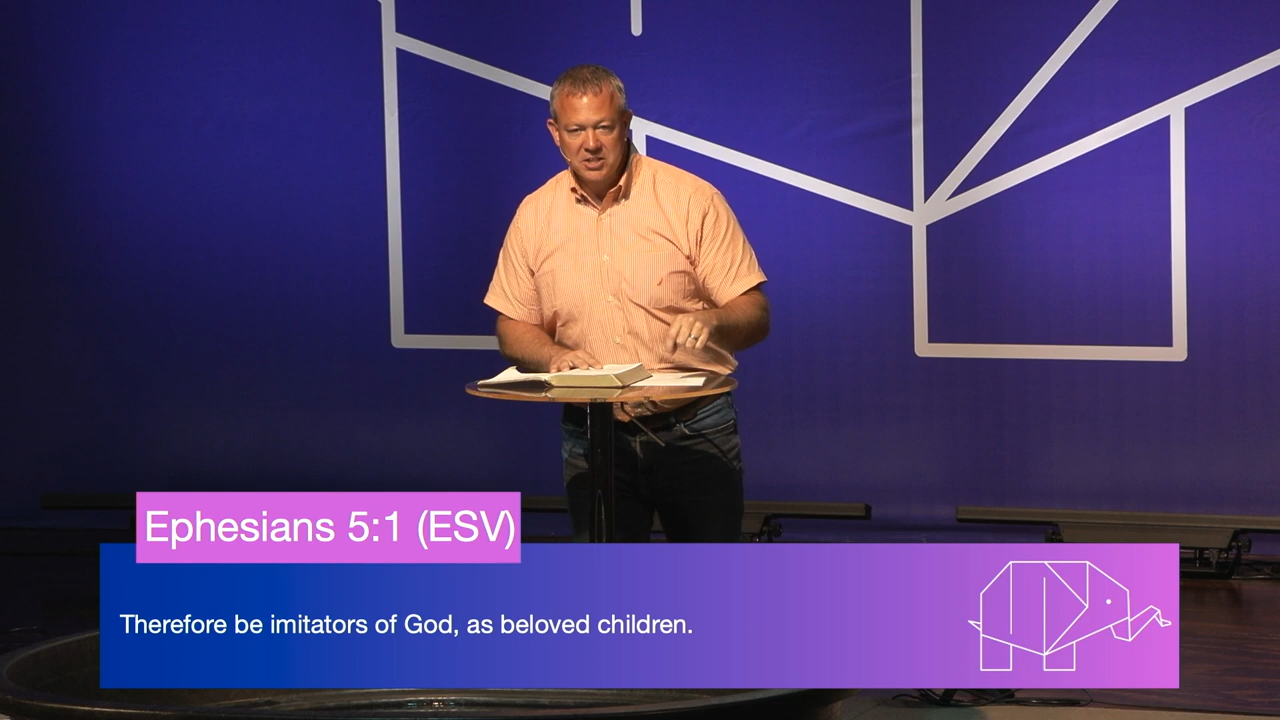 Ephesians 5:1 (ESV)
Therefore be imitators of God, as beloved children.